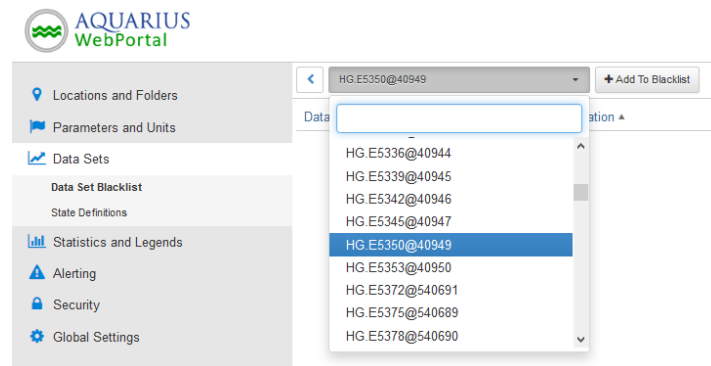 AQUARIUS
WebPortal
Locations and Folders
Parameters and Units
Data Sets
Data Set Blacklist
State Definitions
Statistics and Legends
Alerting
Security
Global Settings
HG.E5350@40949
Add To Blacklist
Data
ation
HG.E5336@40944
HG.E5339@40945
HG.E5342@40946
HG.E5345@40947
HG.E5350@40949
HG.E5353@40950
HG.E5372@540691
HG.E5375@540689
HG.E5378@540690